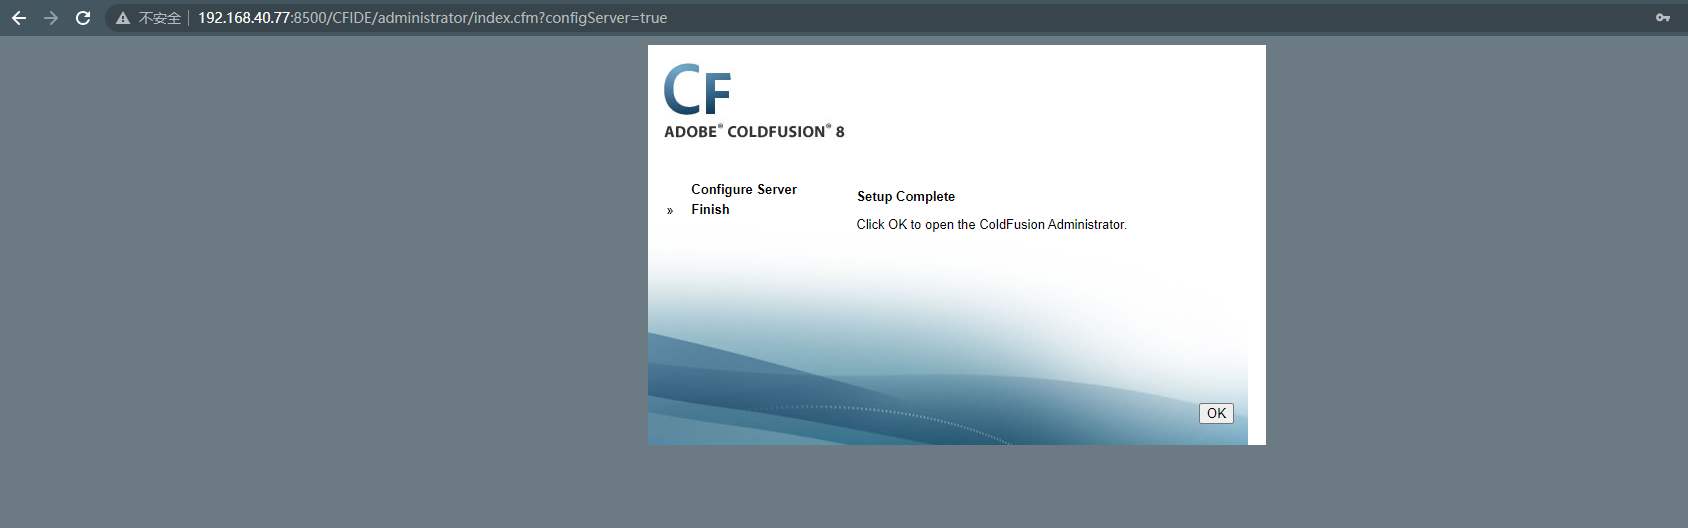 不安全 192.168.40.77:8500/CFIDE/administrator/index.cfm?configServer=true
CF
ADOBE® COLDFUSION® 8
Configure Server
» Finish
Setup Complete
Click OK to open the ColdFusion Administrator.
OK